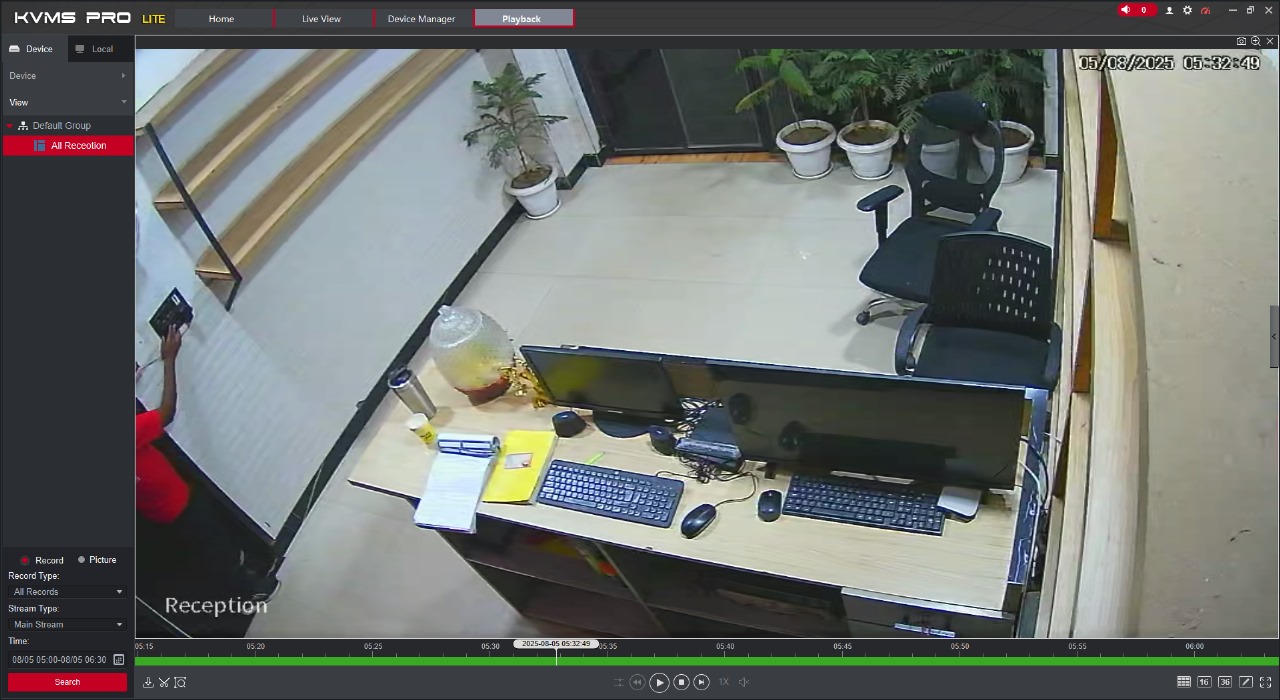 KVMS PRO LITE
Home
Live View
Device Manager
Playback
0
Device
Local
Device
View
Default Group
All Receotion
05/08/2025 05:32:49
Reception
Record
Picture
Record Type:
All Records
Stream Type:
Main Stream
Time:
08/05 05:00-08/05 06:30
Search
2025-08-05 05:32:49
05:15
05:20
05:25
05:30
05:35
05:40
05:45
05:50
05:55
06:00
1X
16
36